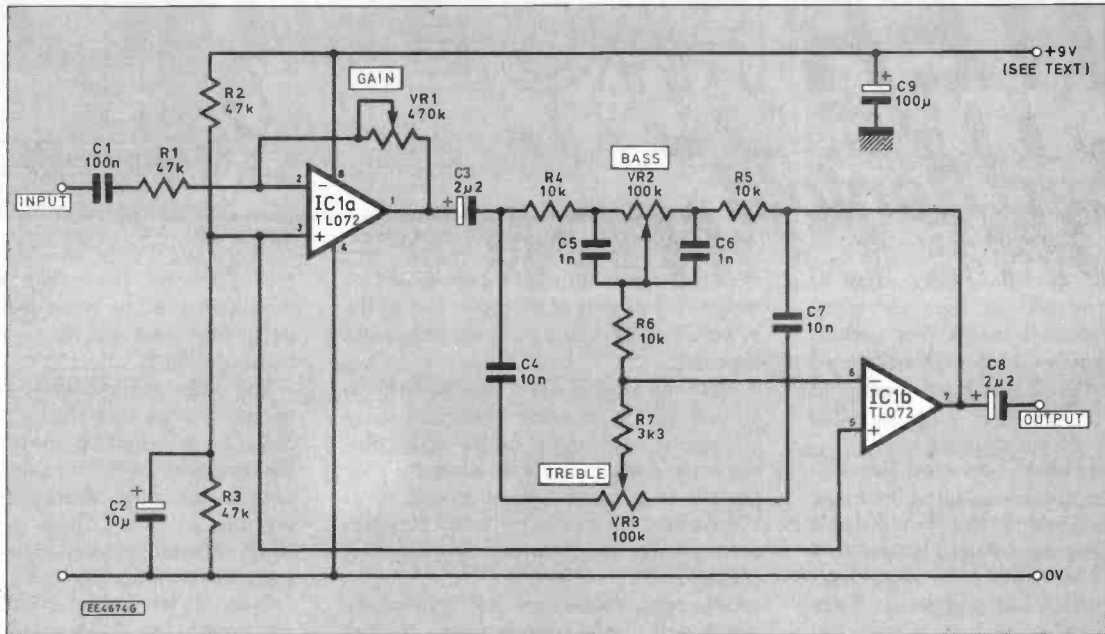 +9V
(SEE TEXT)
R2
47k
GAIN
VR1
470k
+
C9
100µ
C1
100n
R1
47k
INPUT
2
−
8
IC1a
TL072
1
3
+
4
+
C3
2µ2
R4
10k
BASS
VR2
100k
R5
10k
C5
1n
C6
1n
R6
10k
C4
10n
C7
10n
R7
3k3
TREBLE
VR3
100k
6
−
IC1b
TL072
7
5
+
+
C8
2µ2
OUTPUT
+
C2
10µ
R3
47k
0V
EE4674G